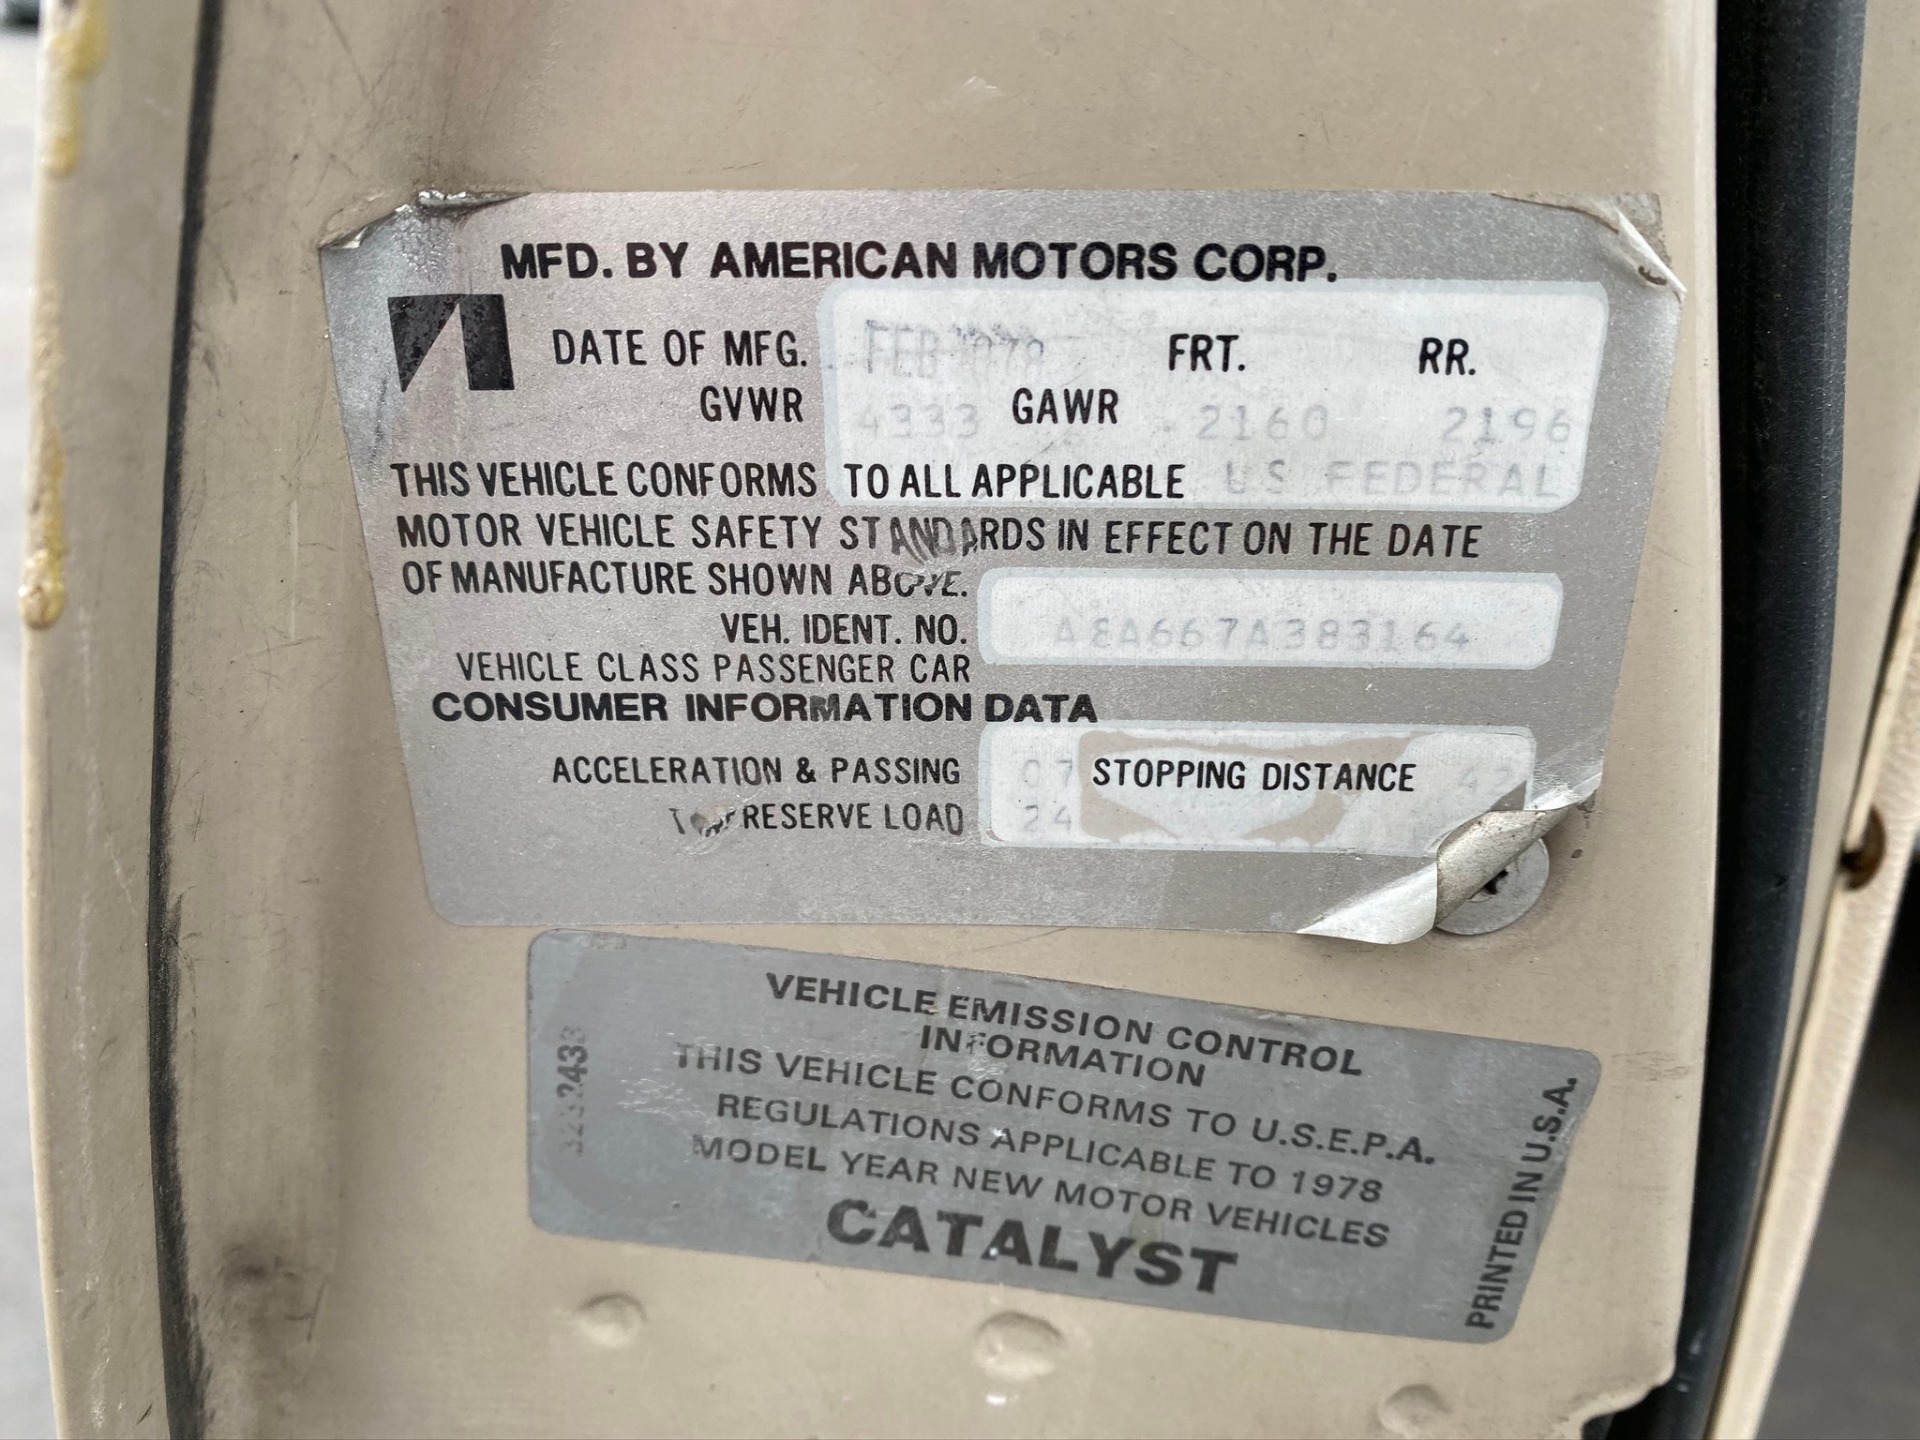 MFD. BY AMERICAN MOTORS CORP.
DATE OF MFG. FEB 1978 FRT. RR.
GVWR 4333 GAWR 2160 2196
THIS VEHICLE CONFORMS TO ALL APPLICABLE US FEDERAL
MOTOR VEHICLE SAFETY STANDARDS IN EFFECT ON THE DATE
OF MANUFACTURE SHOWN ABOVE.
VEH. IDENT. NO. A8A667A383164
VEHICLE CLASS PASSENGER CAR
CONSUMER INFORMATION DATA
ACCELERATION & PASSING 07 STOPPING DISTANCE 42
RESERVE LOAD 24
VEHICLE EMISSION CONTROL
INFORMATION
THIS VEHICLE CONFORMS TO U.S.E.P.A.
REGULATIONS APPLICABLE TO 1978
MODEL YEAR NEW MOTOR VEHICLES
CATALYST
PRINTED IN U.S.A.